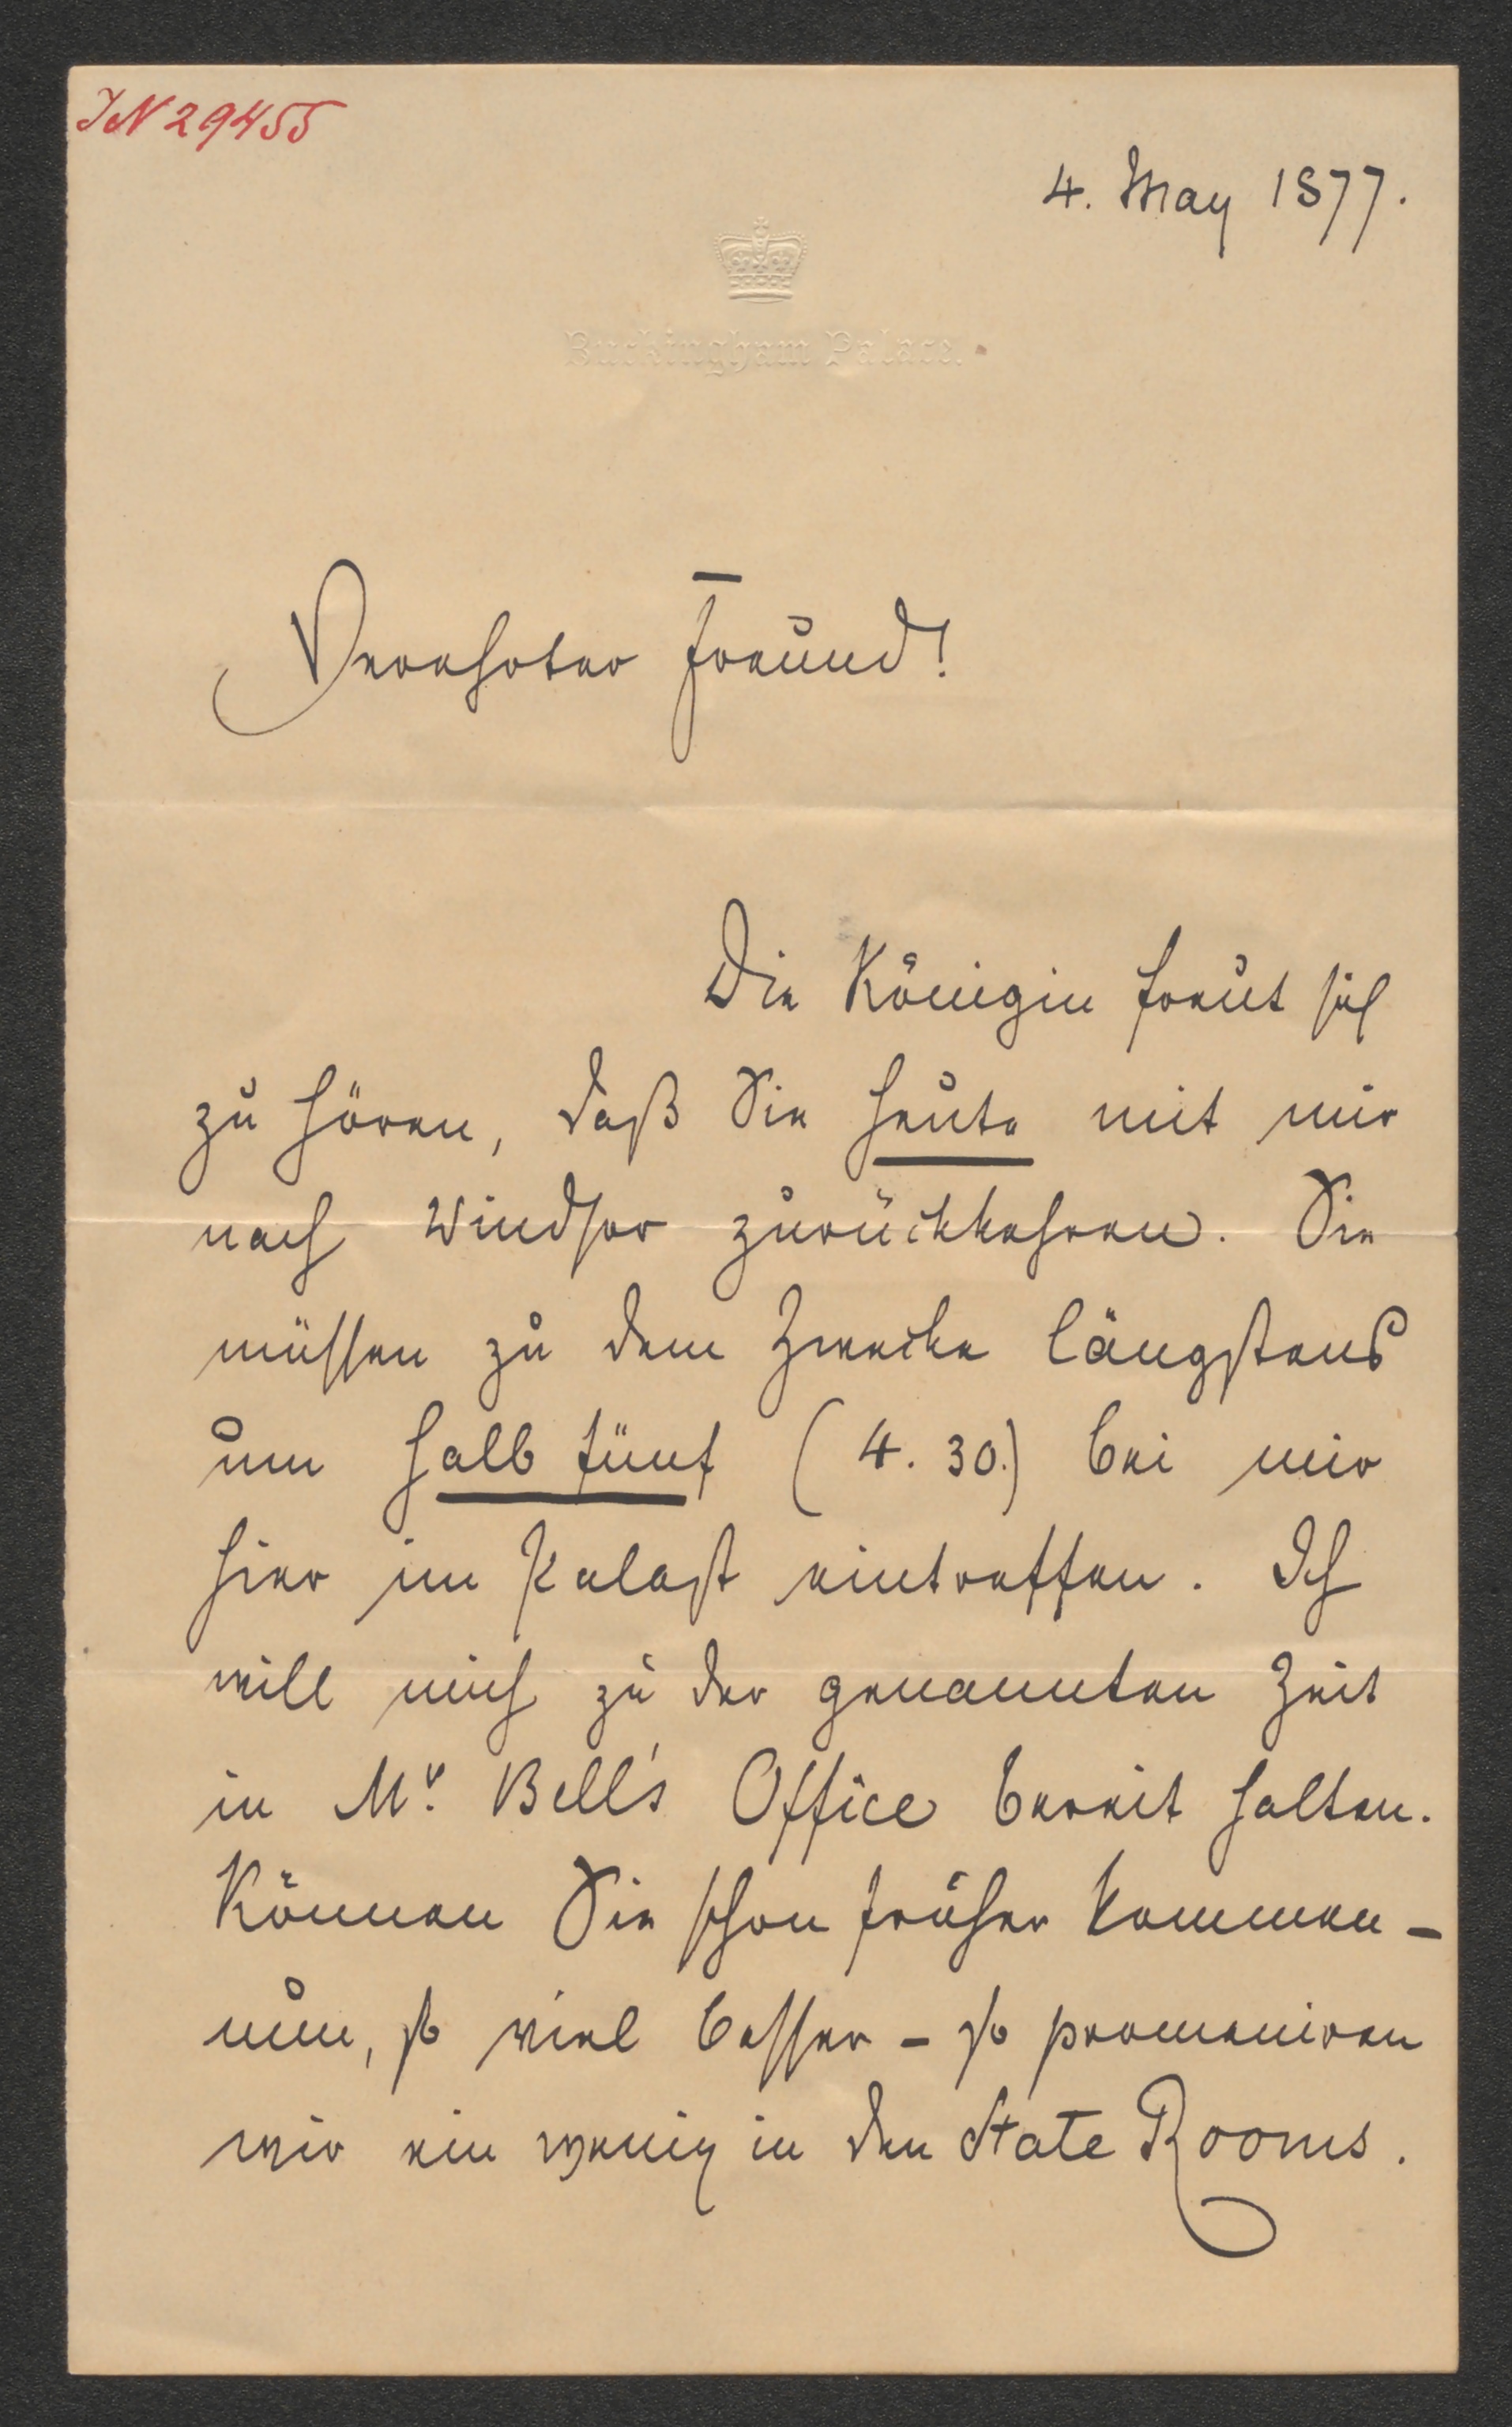 IN 29455
4. May 1877.
Buckingham Palace.
Verehrter Freund!
Die Königin freut sich
zu hören, daß Sie heute mit mir
nach Windsor zurückkehren. Sie
müssen zu dem Zwecke längstens
um halb fünf (4. 30.) bei mir
hier im Palast eintreffen. Ich
will mich zu der genannten Zeit
in Mr. Bell's Office bereit halten.
Können Sie schon früher kommen –
nun, so viel besser – so promeniren
wir ein wenig in den State Rooms.